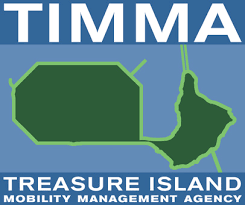 TIMMA
TREASURE ISLAND
MOBILITY MANAGEMENT AGENCY